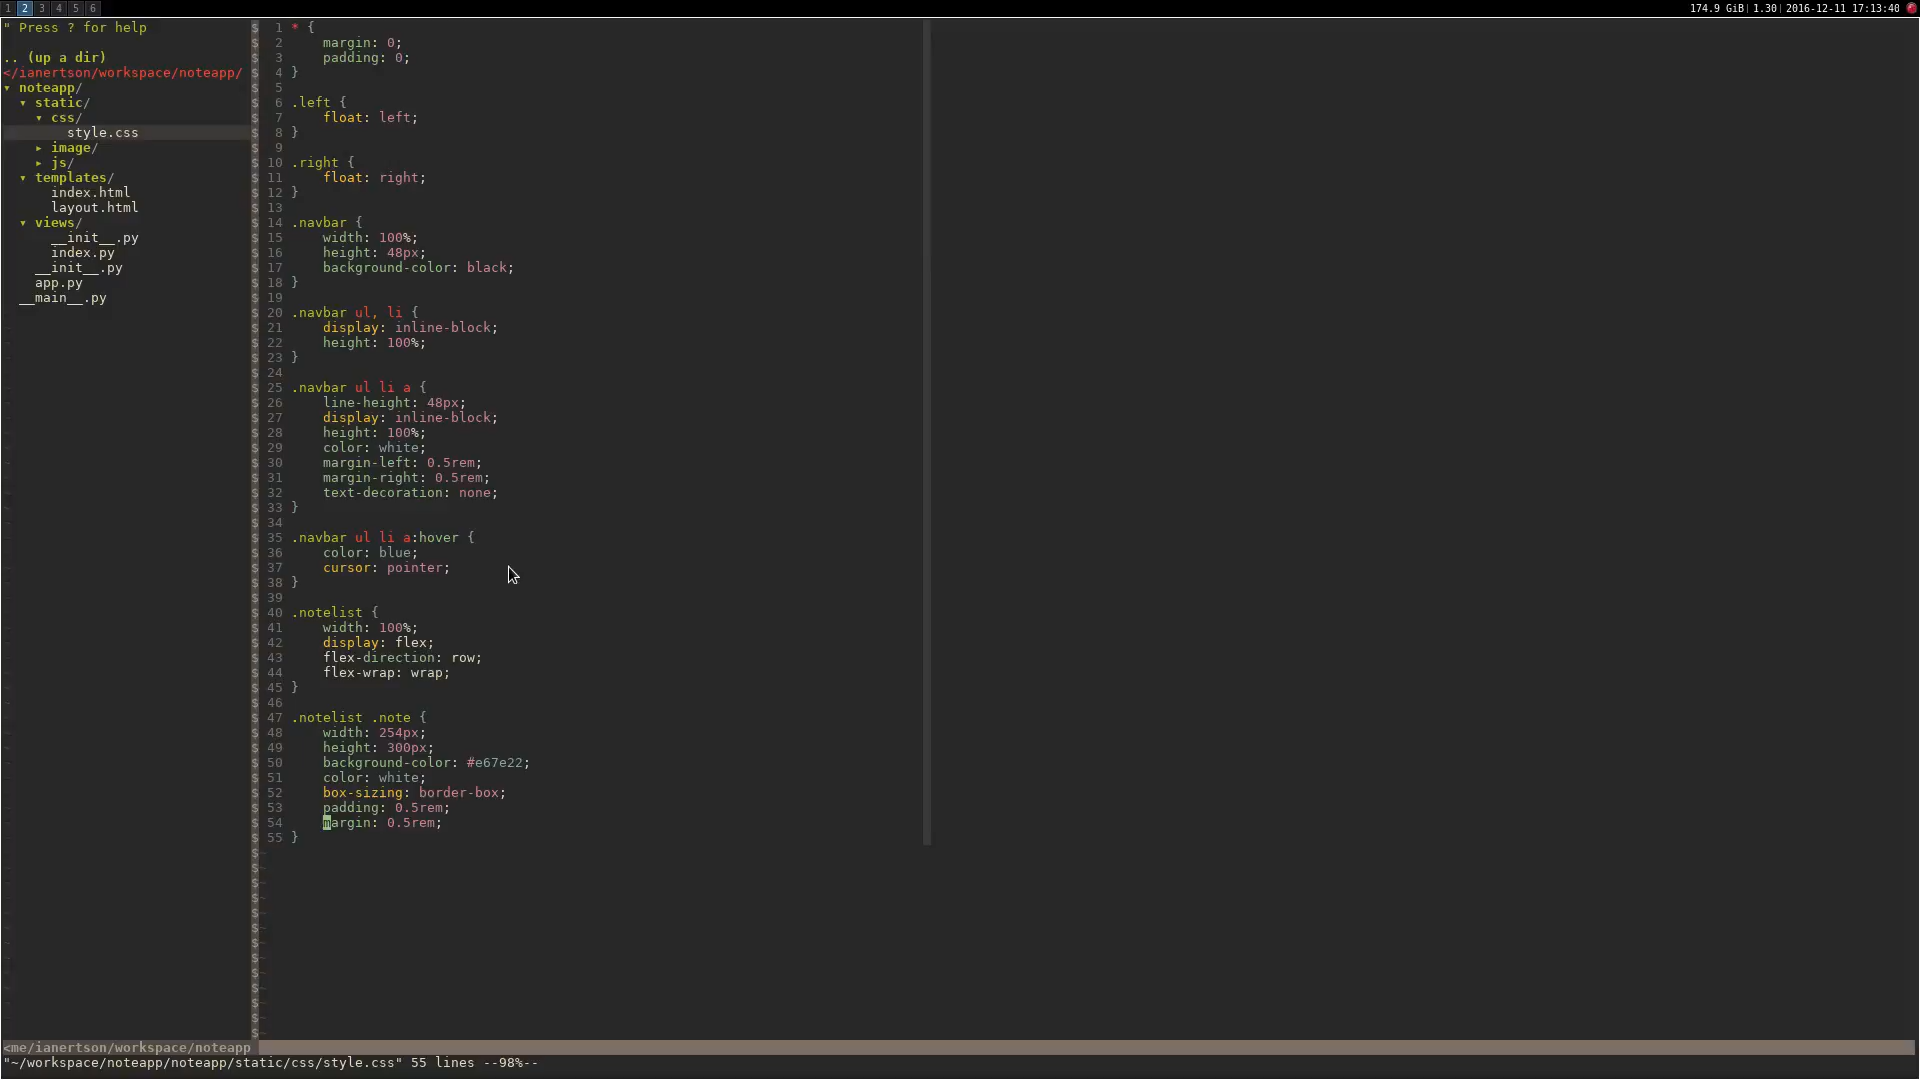 1 2 3 4 5 6
174.9 GiB| 1.30| 2016-12-11 17:13:40
" Press ? for help
.. (up a dir)
</ianertson/workspace/noteapp/
▾ noteapp/
▾ static/
▾ css/
style.css
▸ image/
▸ js/
▾ templates/
index.html
layout.html
▾ views/
__init__.py
index.py
__init__.py
app.py
__main__.py
1 * {
2     margin: 0;
3     padding: 0;
4 }
5
6 .left {
7     float: left;
8 }
9
10 .right {
11     float: right;
12 }
13
14 .navbar {
15     width: 100%;
16     height: 48px;
17     background-color: black;
18 }
19
20 .navbar ul, li {
21     display: inline-block;
22     height: 100%;
23 }
24
25 .navbar ul li a {
26     line-height: 48px;
27     display: inline-block;
28     height: 100%;
29     color: white;
30     margin-left: 0.5rem;
31     margin-right: 0.5rem;
32     text-decoration: none;
33 }
34
35 .navbar ul li a:hover {
36     color: blue;
37     cursor: pointer;
38 }
39
40 .notelist {
41     width: 100%;
42     display: flex;
43     flex-direction: row;
44     flex-wrap: wrap;
45 }
46
47 .notelist .note {
48     width: 254px;
49     height: 300px;
50     background-color: #e67e22;
51     color: white;
52     box-sizing: border-box;
53     padding: 0.5rem;
54     margin: 0.5rem;
55 }
<me/ianertson/workspace/noteapp
"~/workspace/noteapp/noteapp/static/css/style.css" 55 lines --98%--